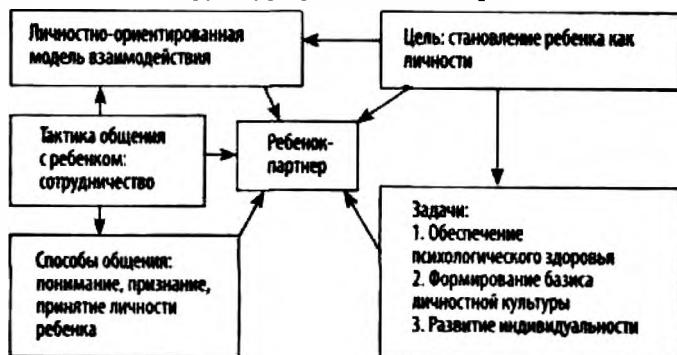 Личностно-ориентированная
модель взаимодействия
Цель: становление ребенка как
личности
Тактика общения
с ребенком:
сотрудничество
Ребенок-
партнер
Способы общения:
понимание, признание,
принятие личности
ребенка
Задачи:
1. Обеспечение
психологического здоровья
2. Формирование базиса
личностной культуры
3. Развитие индивидуальности